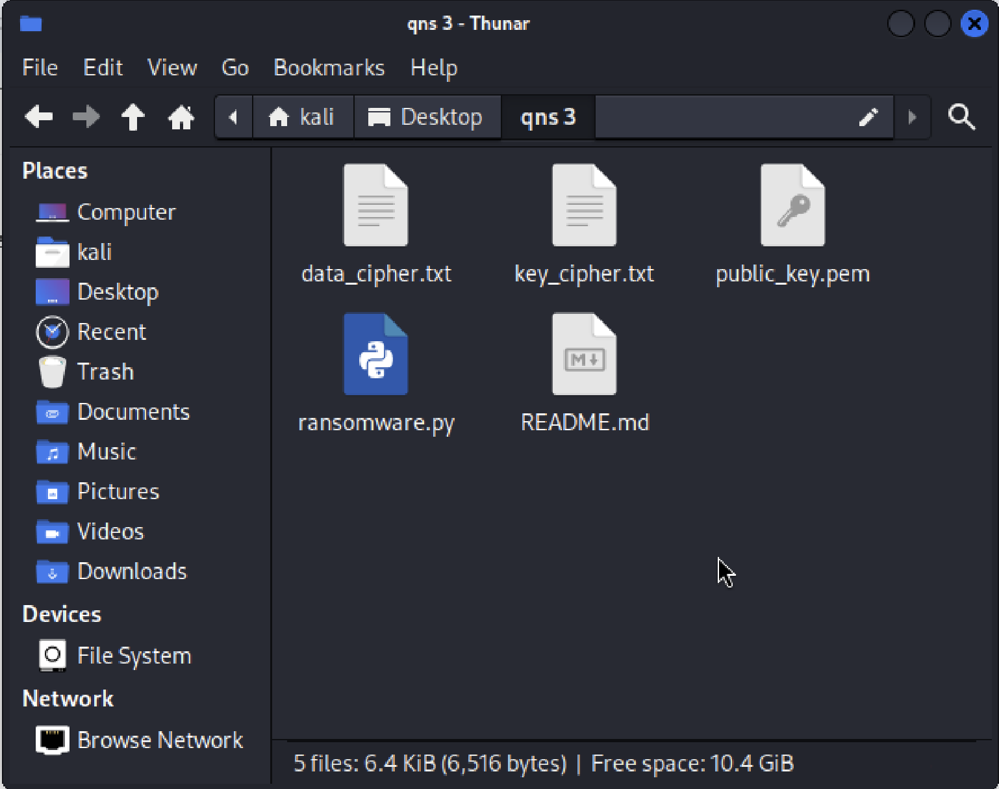 qns 3 - Thunar
File Edit View Go Bookmarks Help
kali Desktop qns 3
Places
Computer
kali
Desktop
Recent
Trash
Documents
Music
Pictures
Videos
Downloads
Devices
File System
Network
Browse Network
data_cipher.txt key_cipher.txt public_key.pem
M
ransomware.py README.md
5 files: 6.4 KiB (6,516 bytes) | Free space: 10.4 GiB